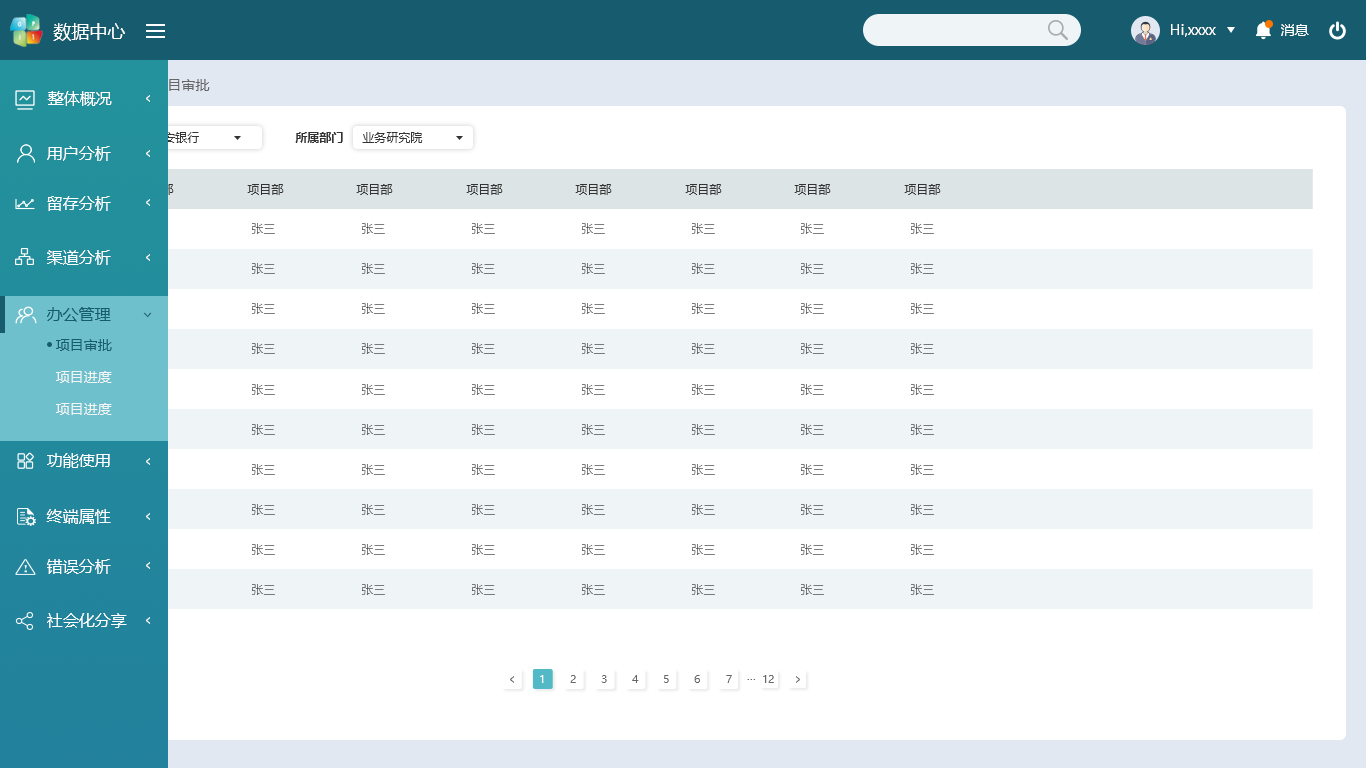 数据中心
Hi,xxxx 消息
整体概况
用户分析
留存分析
渠道分析
办公管理
项目审批
项目进度
项目进度
功能使用
终端属性
错误分析
社会化分享
目审批
安银行 所属部门 业务研究院
部 项目部 项目部 项目部 项目部 项目部 项目部 项目部
张三 张三 张三 张三 张三 张三 张三
张三 张三 张三 张三 张三 张三 张三
张三 张三 张三 张三 张三 张三 张三
张三 张三 张三 张三 张三 张三 张三
张三 张三 张三 张三 张三 张三 张三
张三 张三 张三 张三 张三 张三 张三
张三 张三 张三 张三 张三 张三 张三
张三 张三 张三 张三 张三 张三 张三
张三 张三 张三 张三 张三 张三 张三
张三 张三 张三 张三 张三 张三 张三
< 1 2 3 4 5 6 7 ··· 12 >